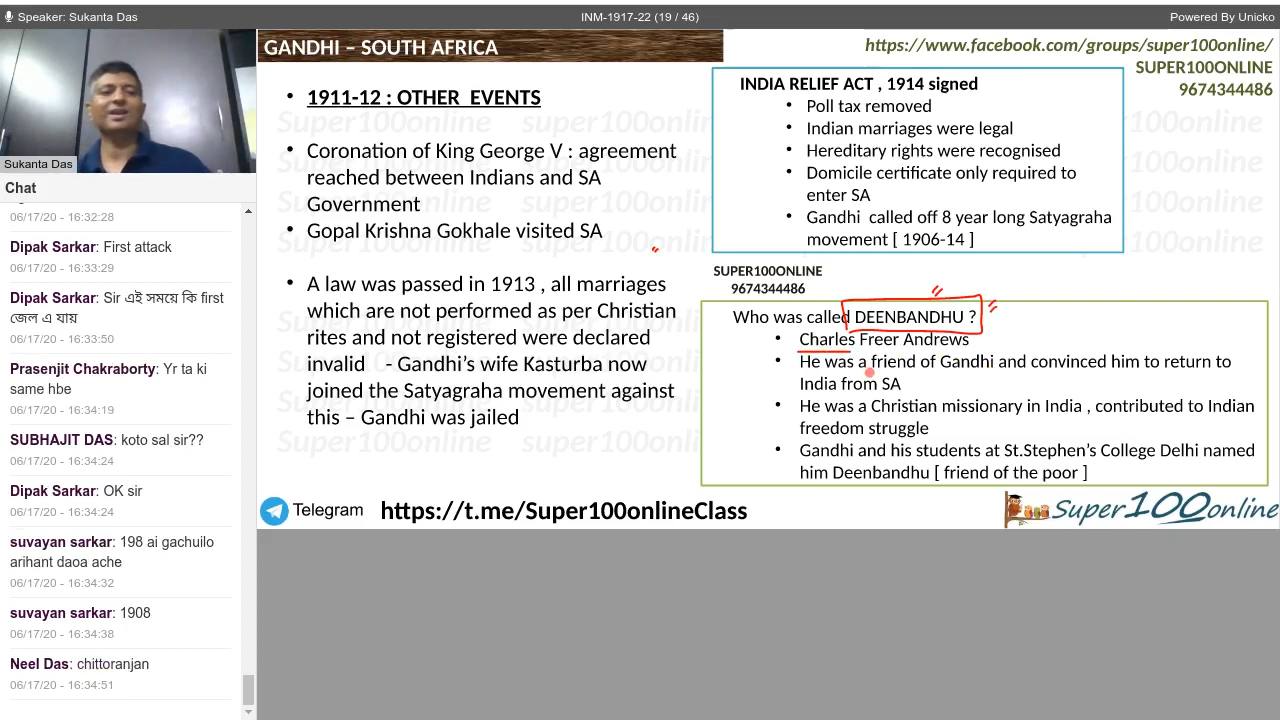 Speaker: Sukanta Das
INM-1917-22 (19 / 46)
Powered By Unicko
Sukanta Das
Chat
06/17/20 - 16:32:28
Dipak Sarkar: First attack
06/17/20 - 16:33:29
Dipak Sarkar: Sir এই সময়ে কি first
জেল এ যায়
06/17/20 - 16:33:50
Prasenjit Chakraborty: Yr ta ki
same hbe
06/17/20 - 16:34:19
SUBHAJIT DAS: koto sal sir??
06/17/20 - 16:34:24
Dipak Sarkar: OK sir
06/17/20 - 16:34:24
suvayan sarkar: 198 ai gachuilo
arihant daoa ache
06/17/20 - 16:34:32
suvayan sarkar: 1908
06/17/20 - 16:34:38
Neel Das: chittoranjan
06/17/20 - 16:34:51
GANDHI – SOUTH AFRICA
• 1911-12 : OTHER EVENTS
• Coronation of King George V : agreement
reached between Indians and SA
Government
• Gopal Krishna Gokhale visited SA
• A law was passed in 1913 , all marriages
which are not performed as per Christian
rites and not registered were declared
invalid - Gandhi’s wife Kasturba now
joined the Satyagraha movement against
this – Gandhi was jailed
https://www.facebook.com/groups/super100online/
SUPER100ONLINE
9674344486
INDIA RELIEF ACT , 1914 signed
• Poll tax removed
• Indian marriages were legal
• Hereditary rights were recognised
• Domicile certificate only required to
enter SA
• Gandhi called off 8 year long Satyagraha
movement [ 1906-14 ]
SUPER100ONLINE
9674344486
Who was called DEENBANDHU ?
• Charles Freer Andrews
• He was a friend of Gandhi and convinced him to return to
India from SA
• He was a Christian missionary in India , contributed to Indian
freedom struggle
• Gandhi and his students at St.Stephen’s College Delhi named
him Deenbandhu [ friend of the poor ]
Telegram https://t.me/Super100onlineClass
Super100online